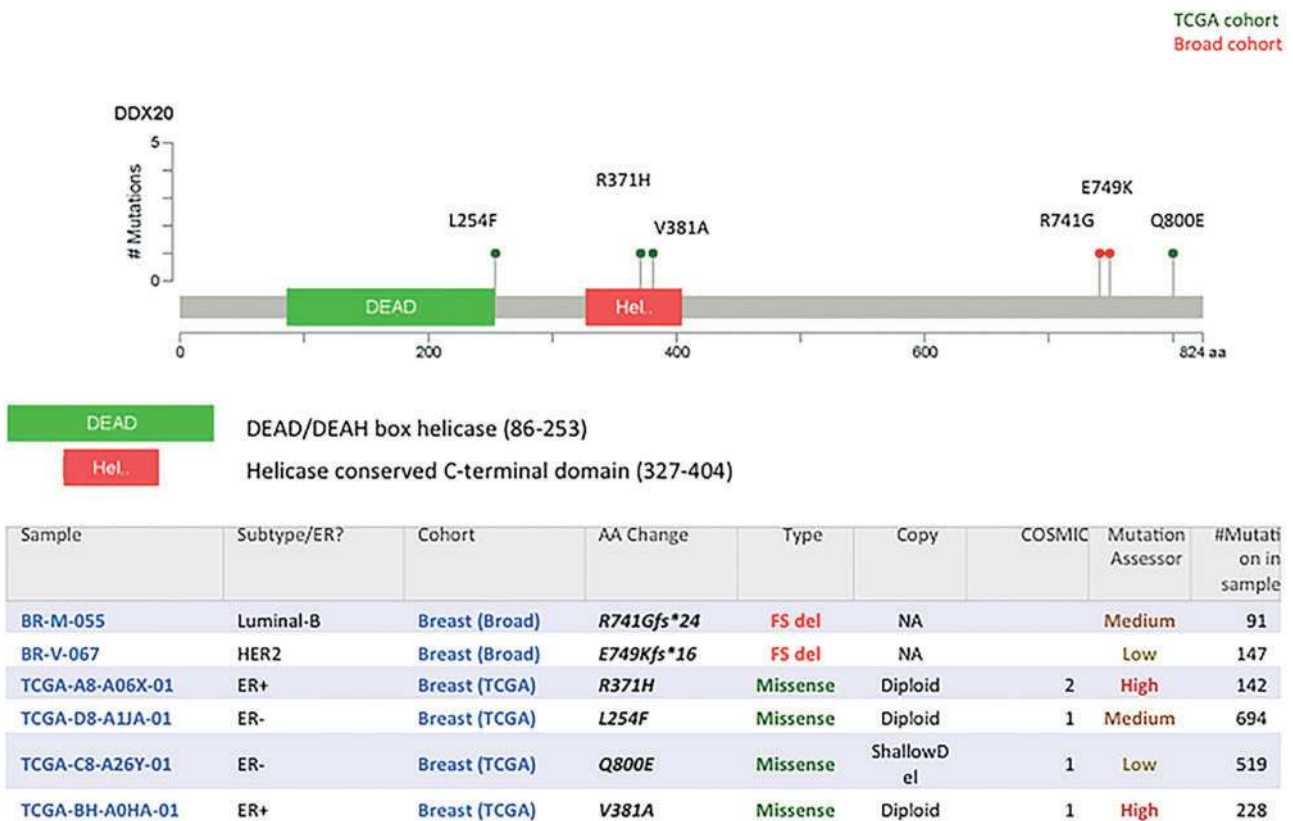 TCGA cohort
Broad cohort
DDX20
5
# Mutations
0
R371H
E749K
L254F
V381A
R741G
Q800E
DEAD
Hel..
0
200
400
600
824 aa
DEAD
DEAD/DEAH box helicase (86-253)
Hel..
Helicase conserved C-terminal domain (327-404)
Sample Subtype/ER? Cohort AA Change Type Copy COSMIC Mutation Assessor #Mutati on in sample
BR-M-055 Luminal-B Breast (Broad) R741Gfs*24 FS del NA Medium 91
BR-V-067 HER2 Breast (Broad) E749Kfs*16 FS del NA Low 147
TCGA-A8-A06X-01 ER+ Breast (TCGA) R371H Missense Diploid 2 High 142
TCGA-D8-A1JA-01 ER- Breast (TCGA) L254F Missense Diploid 1 Medium 694
TCGA-C8-A26Y-01 ER- Breast (TCGA) Q800E Missense ShallowD el 1 Low 519
TCGA-BH-A0HA-01 ER+ Breast (TCGA) V381A Missense Diploid 1 High 228